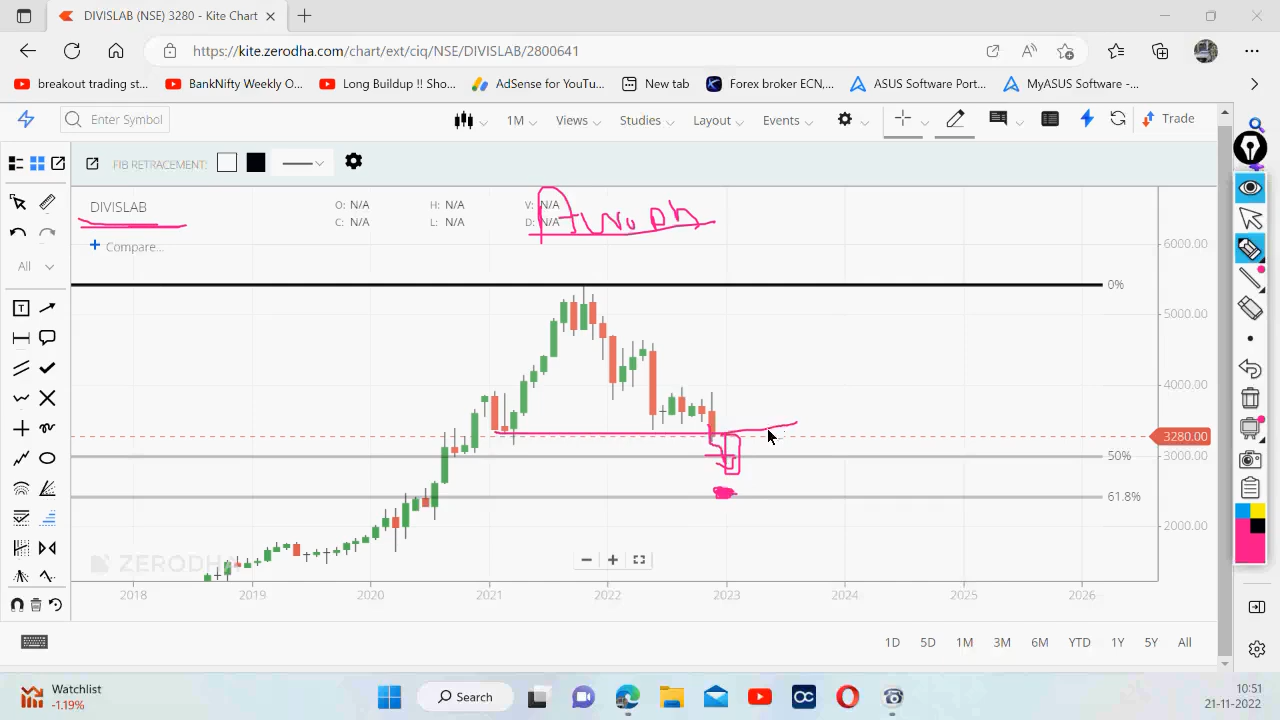 DIVISLAB (NSE) 3280 - Kite Chart
https://kite.zerodha.com/chart/ext/ciq/NSE/DIVISLAB/2800641
breakout trading st... BankNifty Weekly O... Long Buildup !! Sho... AdSense for YouTu... New tab Forex broker ECN,... ASUS Software Port... MyASUS Software -...
Enter Symbol 1M Views Studies Layout Events Trade
FIB RETRACEMENT:
DIVISLAB O: N/A H: N/A V: N/A
C: N/A L: N/A D: N/A
Compare...
All
6000.00
0%
5000.00
4000.00
3280.00
50% 3000.00
61.8%
2000.00
ZERODHA
2018 2019 2020 2021 2022 2023 2024 2025 2026
1D 5D 1M 3M 6M YTD 1Y 5Y All
Watchlist
-1.19%
Search
10:51
21-11-2022